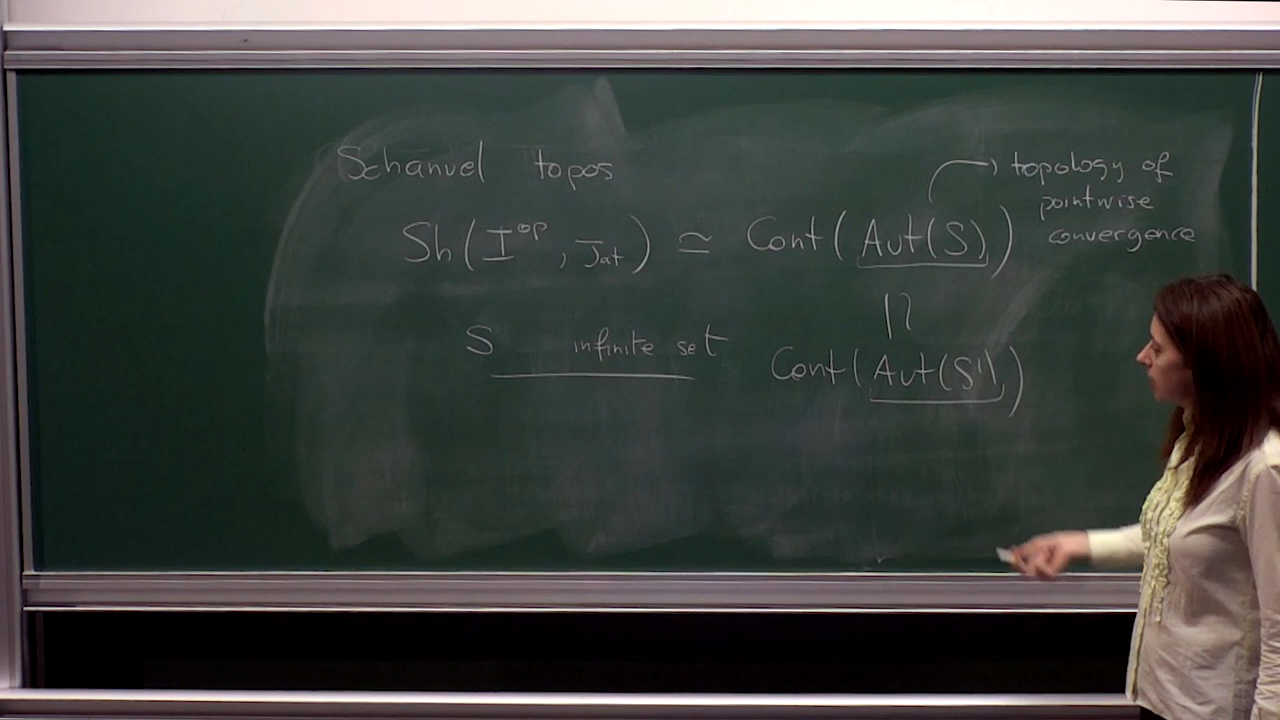 Schanuel topos
→ topology of
pointwise
convergence
Sh(I^op, J_at) ≃ Cont(Aut(S))
S infinite set
≀|
Cont(Aut(S'))